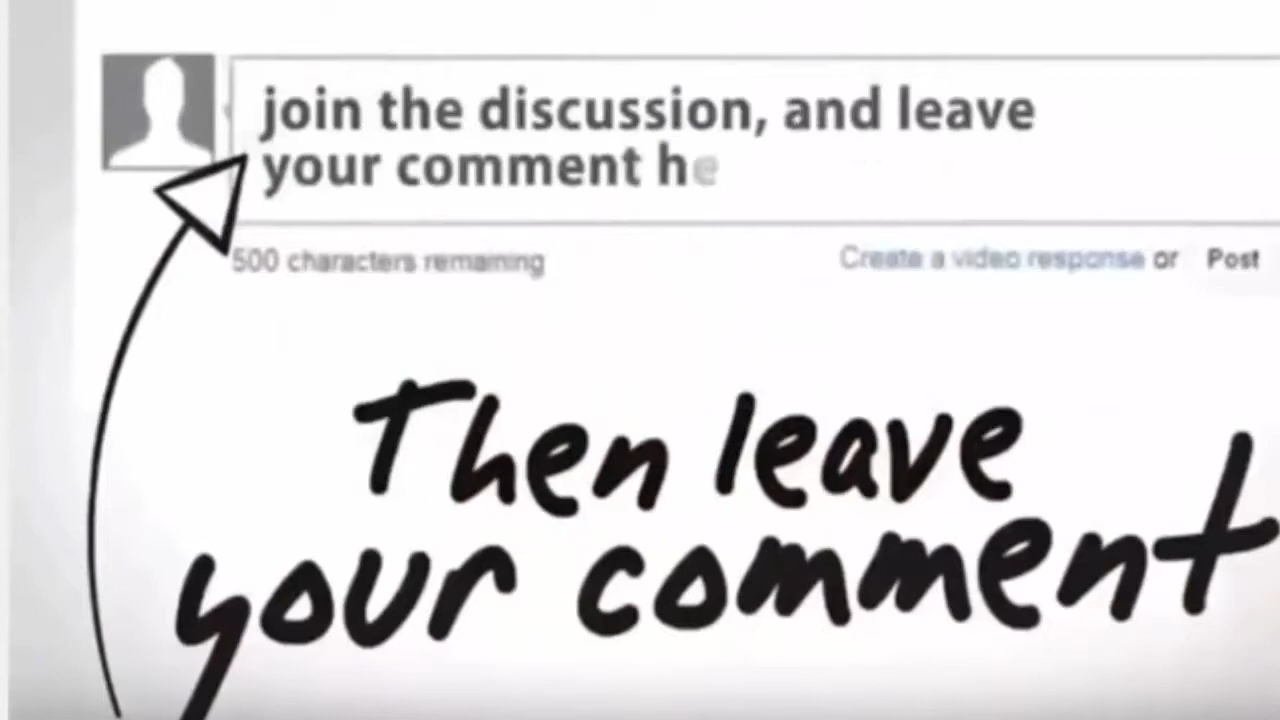 join the discussion, and leave
your comment he
500 characters remaining
Create a video response or Post
Then leave
your comment